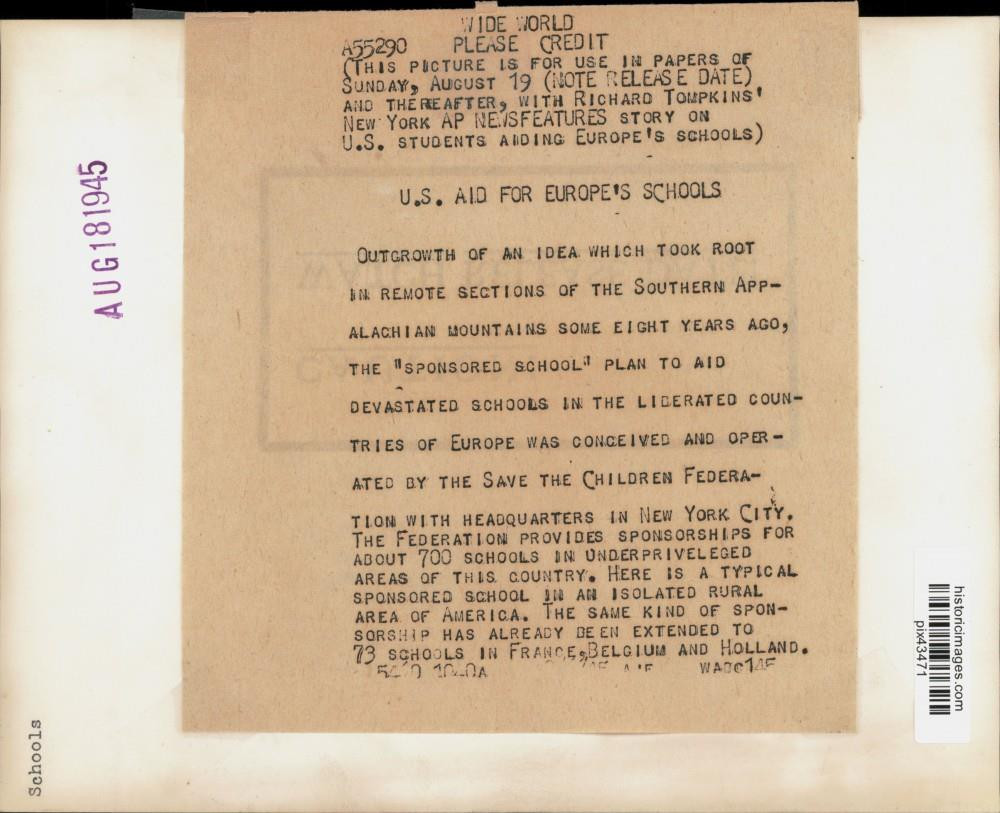 WIDE WORLD
A55290 PLEASE CREDIT
(THIS PICTURE IS FOR USE IN PAPERS OF
SUNDAY, AUGUST 19 (NOTE RELEASE DATE)
AND THEREAFTER, WITH RICHARD TOMPKINS'
NEW YORK AP NEWSFEATURES STORY ON
U.S. STUDENTS AIDING EUROPE'S SCHOOLS)
U.S. AID FOR EUROPE'S SCHOOLS
OUTGROWTH OF AN IDEA WHICH TOOK ROOT
IN REMOTE SECTIONS OF THE SOUTHERN APP-
ALACHIAN MOUNTAINS SOME EIGHT YEARS AGO,
THE "SPONSORED SCHOOL" PLAN TO AID
DEVASTATED SCHOOLS IN THE LIBERATED COUN-
TRIES OF EUROPE WAS CONCEIVED AND OPER-
ATED BY THE SAVE THE CHILDREN FEDERA-
TION WITH HEADQUARTERS IN NEW YORK CITY.
THE FEDERATION PROVIDES SPONSORSHIPS FOR
ABOUT 700 SCHOOLS IN UNDERPRIVELEGED
AREAS OF THIS COUNTRY. HERE IS A TYPICAL
SPONSORED SCHOOL IN AN ISOLATED RURAL
AREA OF AMERICA. THE SAME KIND OF SPON-
SORSHIP HAS ALREADY BEEN EXTENDED TO
73 SCHOOLS IN FRANCE, BELGIUM AND HOLLAND.
AUG 18 1945
Schools
historicimages.com
pix43471